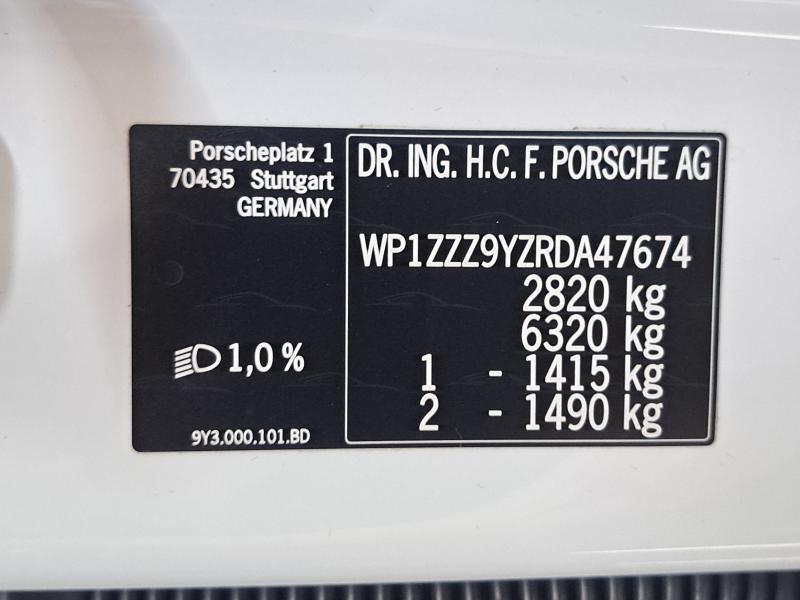 Porscheplatz 1
70435 Stuttgart
GERMANY
1,0 %
9Y3.000.101.BD
DR. ING. H.C. F. PORSCHE AG
WP1ZZZ9YZRDA47674
2820 kg
6320 kg
1 - 1415 kg
2 - 1490 kg